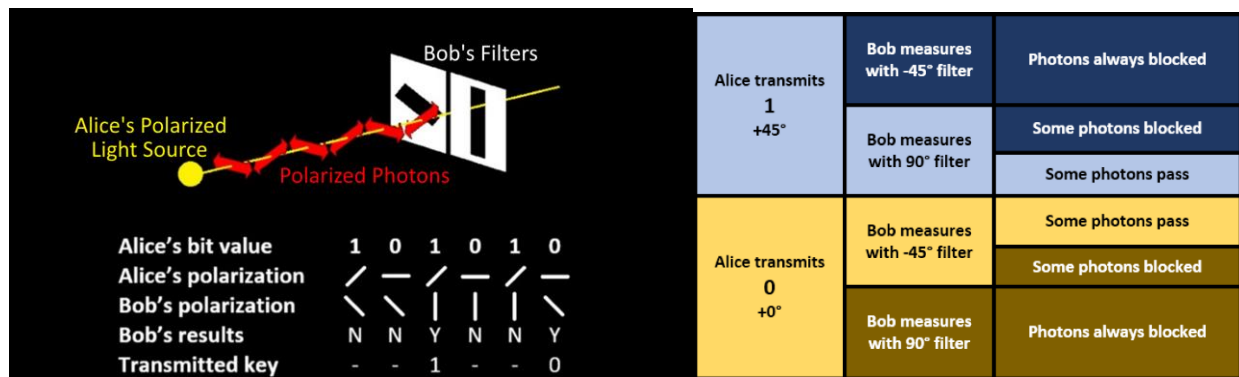 Bob's Filters
Alice's Polarized
Light Source
Polarized Photons
Alice's bit value 1 0 1 0 1 0
Alice's polarization
Bob's polarization
Bob's results N N Y N N Y
Transmitted key - - 1 - - 0
Alice transmits
1
+45°
Bob measures
with -45° filter
Photons always blocked
Bob measures
with 90° filter
Some photons blocked
Some photons pass
Alice transmits
0
+0°
Bob measures
with -45° filter
Some photons pass
Some photons blocked
Bob measures
with 90° filter
Photons always blocked